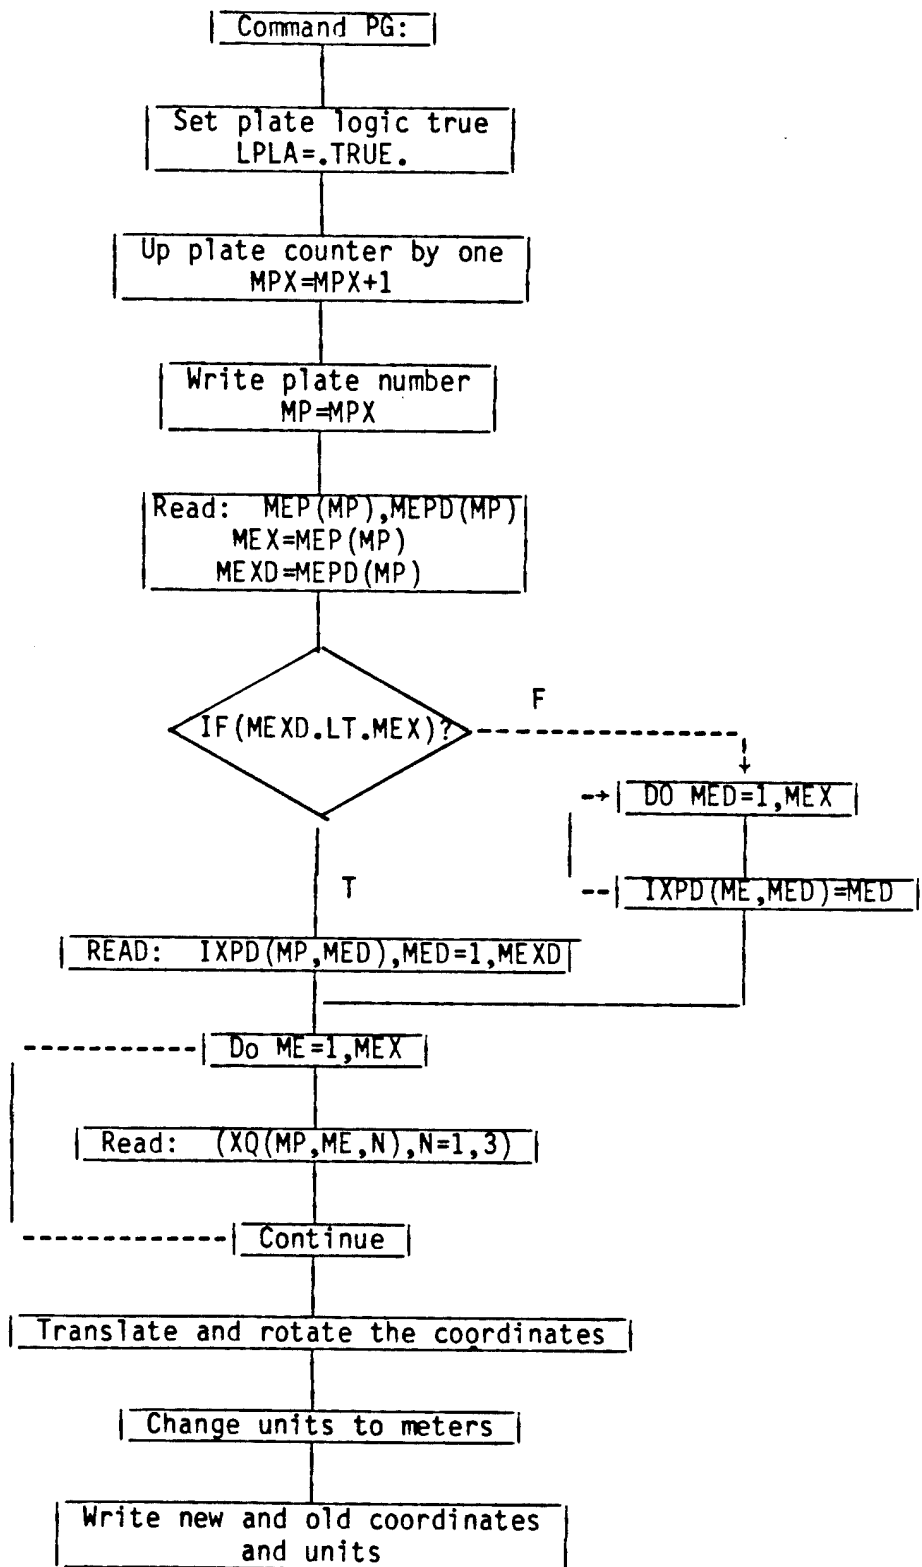 Command PG:
Set plate logic true
LPLA=.TRUE.
Up plate counter by one
MPX=MPX+1
Write plate number
MP=MPX
Read: MEP(MP),MEPD(MP)
MEX=MEP(MP)
MEXD=MEPD(MP)
IF(MEXD.LT.MEX)?
F
DO MED=1,MEX
IXPD(ME,MED)=MED
T
READ: IXPD(MP,MED),MED=1,MEXD
Do ME=1,MEX
Read: (XQ(MP,ME,N),N=1,3)
Continue
Translate and rotate the coordinates
Change units to meters
Write new and old coordinates
and units